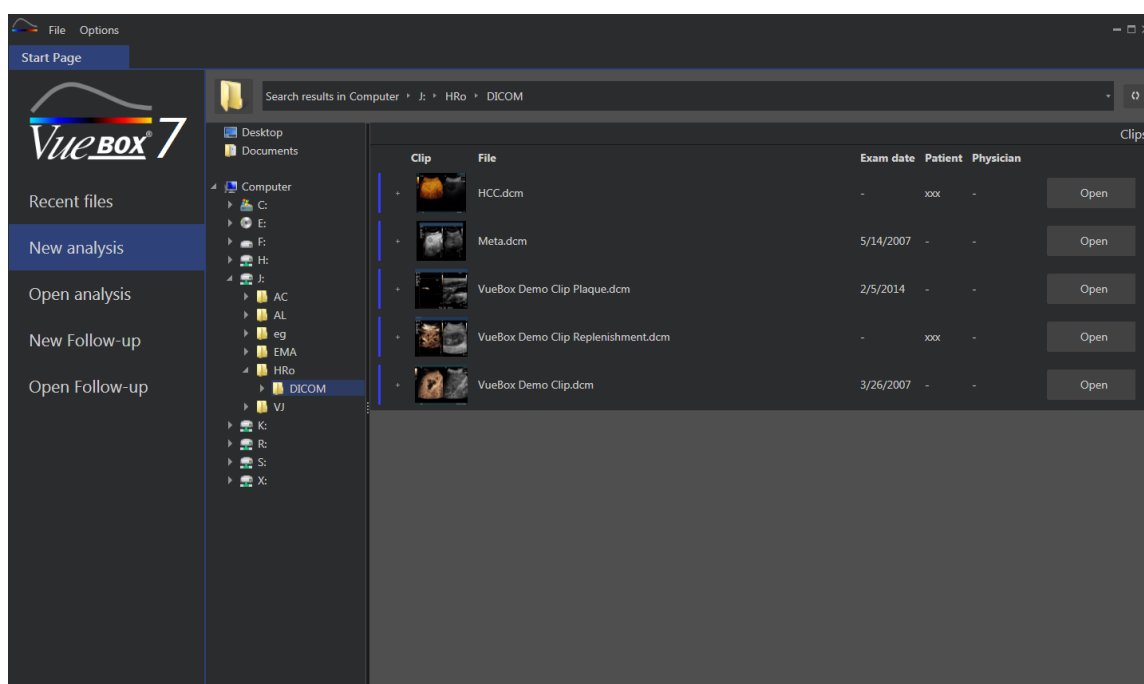 File Options
Start Page
VUEBOX® 7
Recent files
New analysis
Open analysis
New Follow-up
Open Follow-up
Search results in Computer J: HRo DICOM
Desktop
Documents
Computer
C:
E:
F:
H:
J:
AC
AL
eg
EMA
HRo
DICOM
VJ
K:
R:
S:
X:
Clips
Clip File Exam date Patient Physician
HCC.dcm - xxx - Open
Meta.dcm 5/14/2007 - - Open
VueBox Demo Clip Plaque.dcm 2/5/2014 - - Open
VueBox Demo Clip Replenishment.dcm - xxx - Open
VueBox Demo Clip.dcm 3/26/2007 - - Open